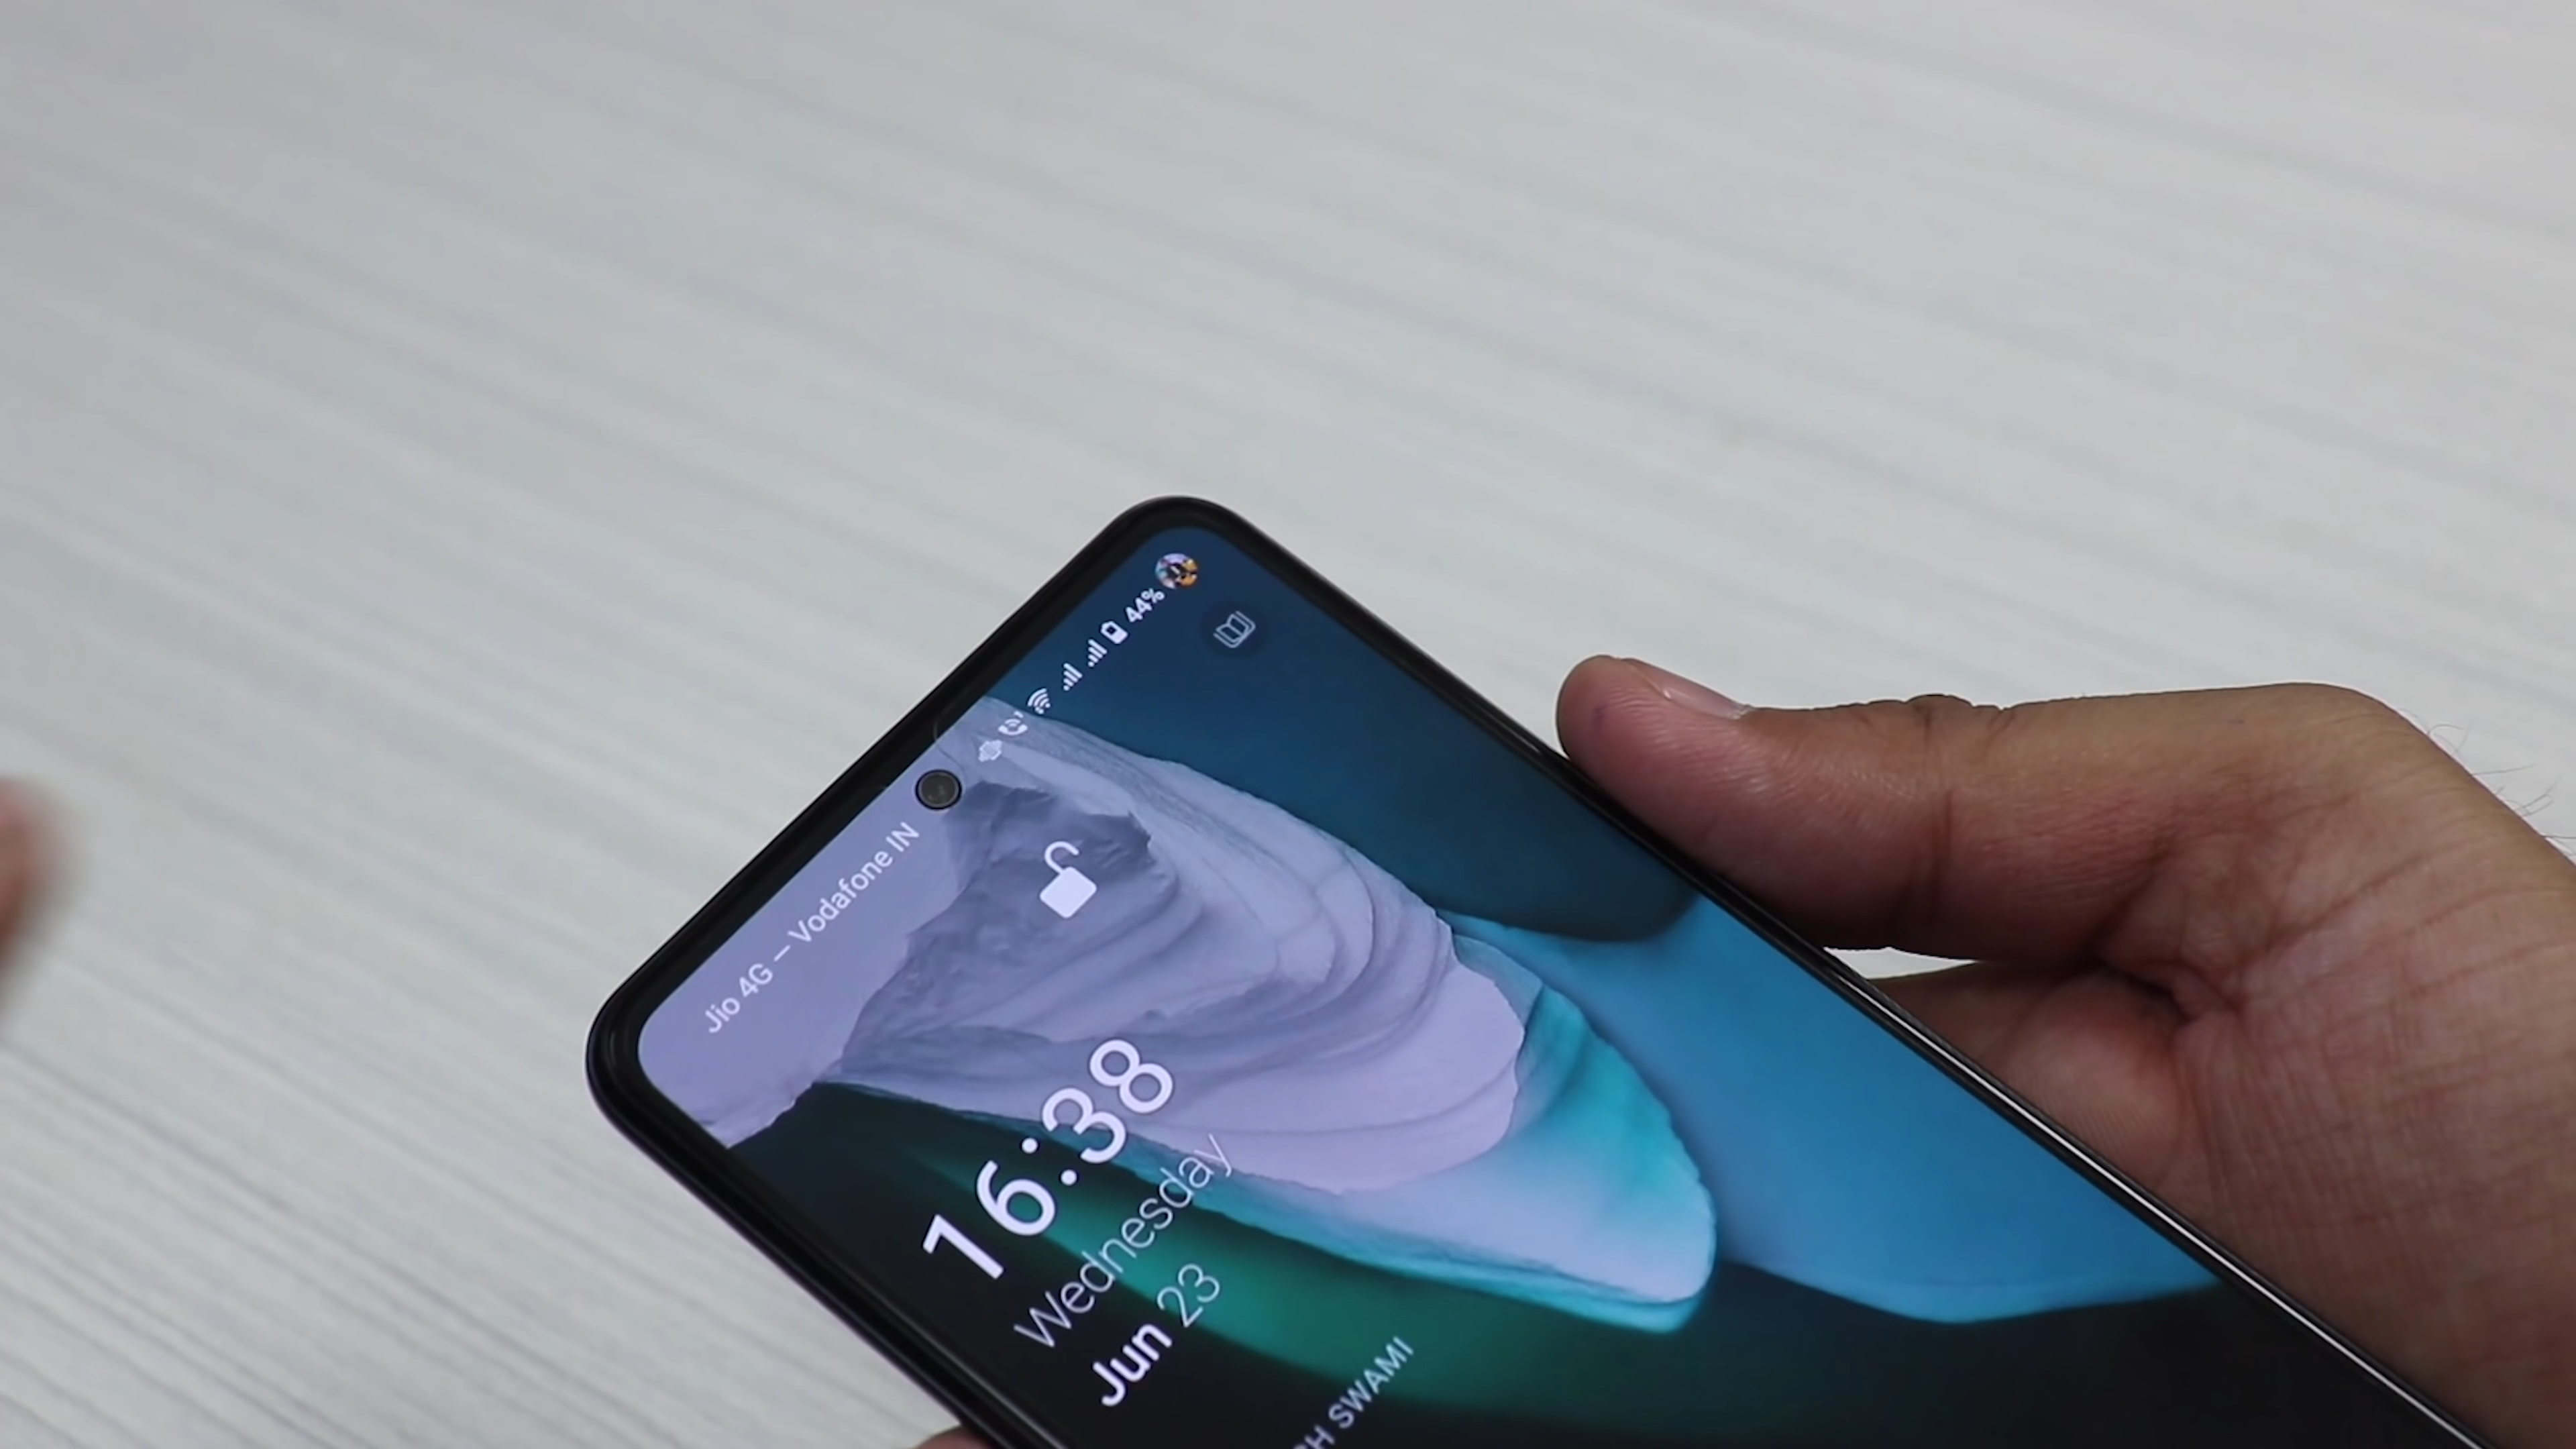 Jio 4G — Vodafone IN
44%
16:38
Wednesday
Jun 23
SWAMI